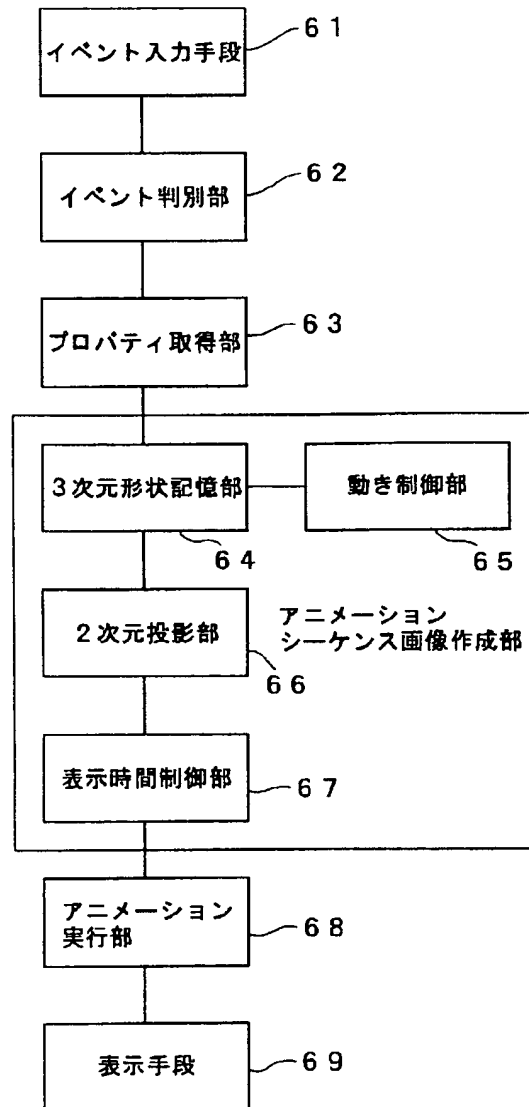 61
イベント入力手段
62
イベント判別部
63
プロパティ取得部
3次元形状記憶部
動き制御部
64
65
2次元投影部
アニメーション
シーケンス画像作成部
66
表示時間制御部
67
アニメーション
実行部
68
表示手段
69